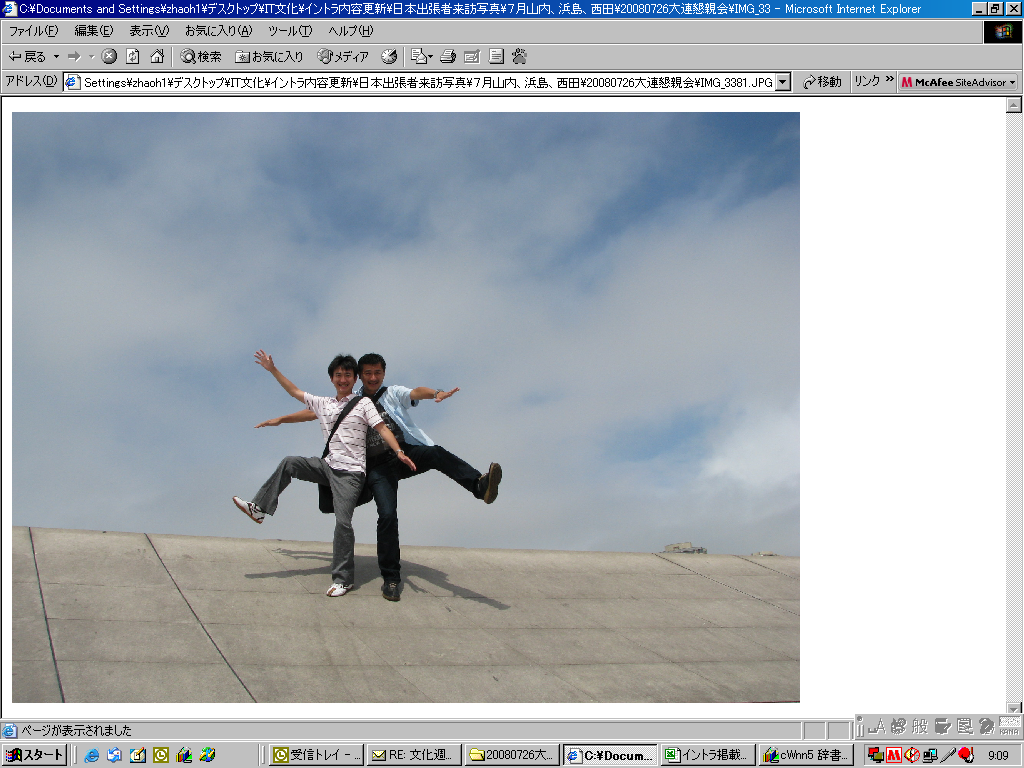 C:¥Documents and Settings¥zhaoh1¥デスクトップ¥IT文化¥イントラ内容更新¥日本出張者来訪写真¥7月山内、浜島、西田¥20080726大連懇親会¥IMG_33 - Microsoft Internet Explorer
ファイル(F) 編集(E) 表示(V) お気に入り(A) ツール(T) ヘルプ(H)
戻る 検索 お気に入り メディア
アドレス(D) Settings¥zhaoh1¥デスクトップ¥IT文化¥イントラ内容更新¥日本出張者来訪写真¥7月山内、浜島、西田¥20080726大連懇親会¥IMG_3381.JPG 移動 リンク » McAfee SiteAdvisor
ページが表示されました
A 般 KANA
スタート 受信トレイ - ... RE: 文化週... 20080726大... C:¥Docum... イントラ掲載... cWnn5 辞書... 9:09